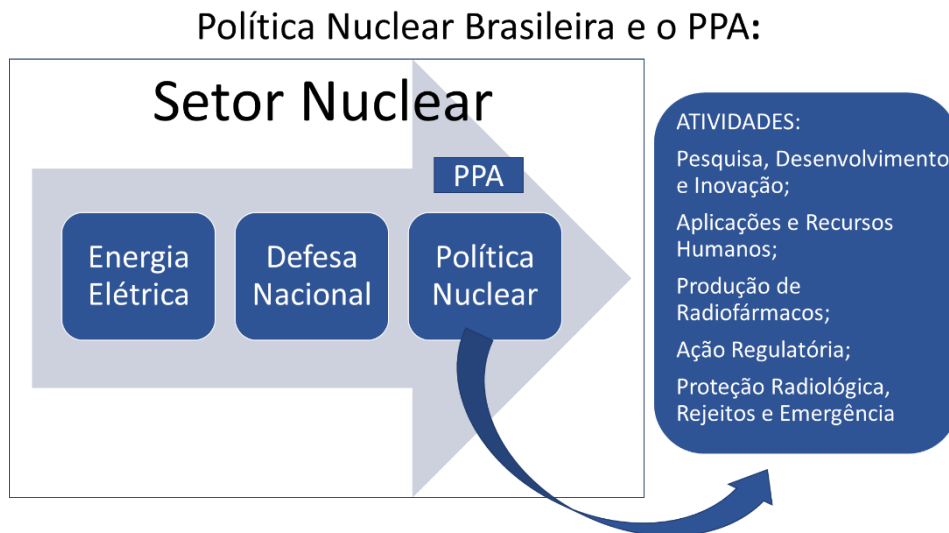 Política Nuclear Brasileira e o PPA:
Setor Nuclear
PPA
Energia
Elétrica
Defesa
Nacional
Política
Nuclear
ATIVIDADES:
Pesquisa, Desenvolvimento
e Inovação;
Aplicações e Recursos
Humanos;
Produção de
Radiofármacos;
Ação Regulatória;
Proteção Radiológica,
Rejeitos e Emergência